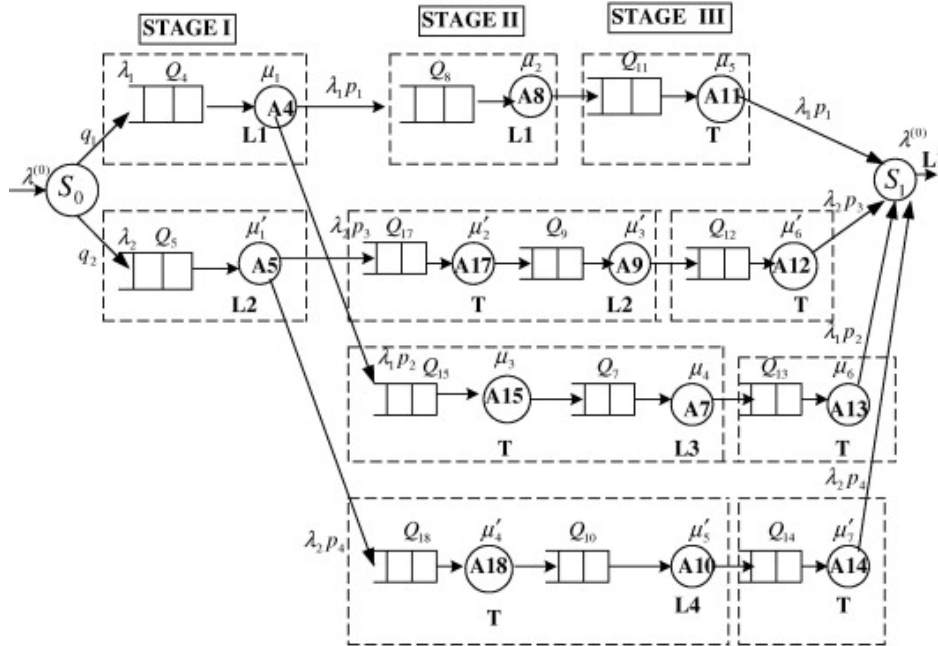 STAGE I STAGE II STAGE III
λ₁ Q₄ μ₁ λ₁p₁ Q₈ μ₂ Q₁₁ μ₅
A4 A8 A11 λ₁p₁
L1 L1 T
q₁ λ⁽⁰⁾
λ⁽⁰⁾ S₀ S₁ L
q₂ λ₂ Q₅ μ′₁ λ₂p₃ Q₁₇ μ′₂ Q₉ μ′₃ Q₁₂ μ′₆ λ₂p₃
A5 A17 A9 A12
L2 T L2 T
λ₁p₂
λ₁p₂ Q₁₅ μ₃ Q₇ μ₄ Q₁₃ μ₆
A15 A7 A13
T L3 T
λ₂p₄
λ₂p₄ Q₁₈ μ′₄ Q₁₀ μ′₅ Q₁₄ μ′₇
A18 A10 A14
T L4 T